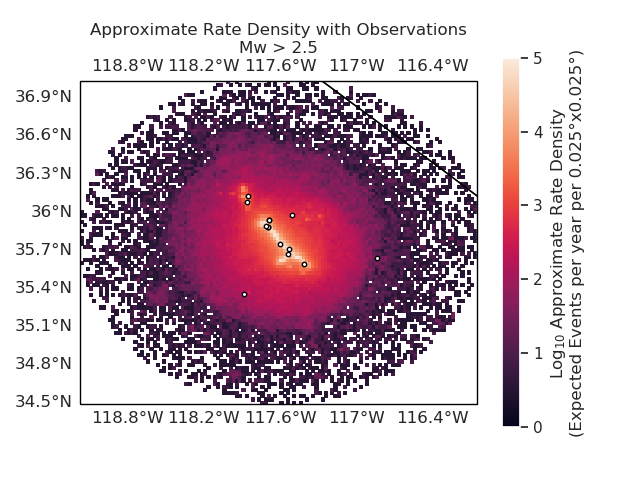 Approximate Rate Density with Observations
Mw > 2.5
118.8°W 118.2°W 117.6°W 117°W 116.4°W
36.9°N
36.6°N
36.3°N
36°N
35.7°N
35.4°N
35.1°N
34.8°N
34.5°N
118.8°W 118.2°W 117.6°W 117°W 116.4°W
5
4
3
2
1
0
Log₁₀ Approximate Rate Density
(Expected Events per year per 0.025°x0.025°)